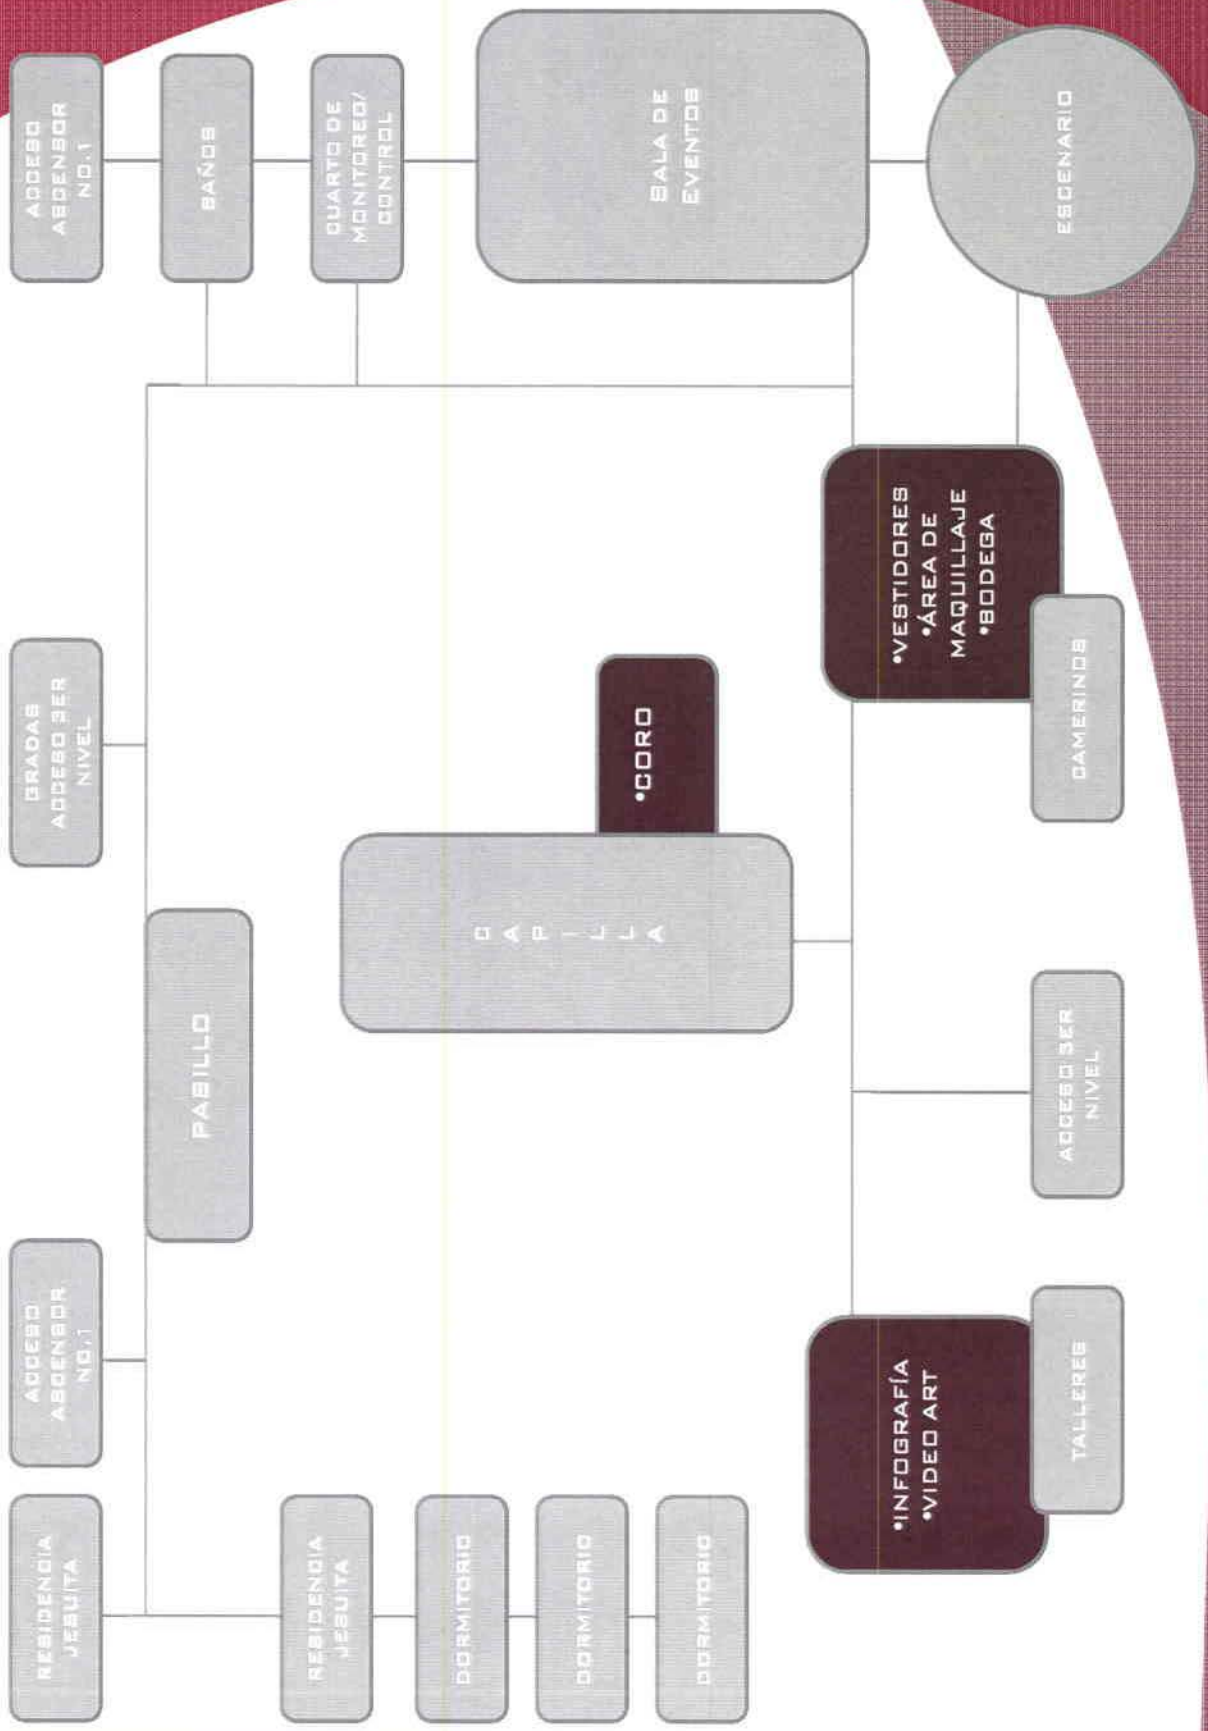 RESIDENCIA
JESUITA
ACCESO
ASCENSOR
NO.1
GRADAS
ACCESO 3ER
NIVEL
ACCESO
ASCENSOR
NO.1
PASILLO
BAÑOS
RESIDENCIA
JESUITA
CUARTO DE
MONITOREO/
CONTROL
DORMITORIO
DORMITORIO
DORMITORIO
CAPILLA
•CORO
SALA DE
EVENTOS
•INFOGRAFÍA
•VIDEO ART
TALLERES
ACCESO 3ER
NIVEL
•VESTIDORES
•ÁREA DE
MAQUILLAJE
•BODEGA
CAMERINOS
ESCENARIO